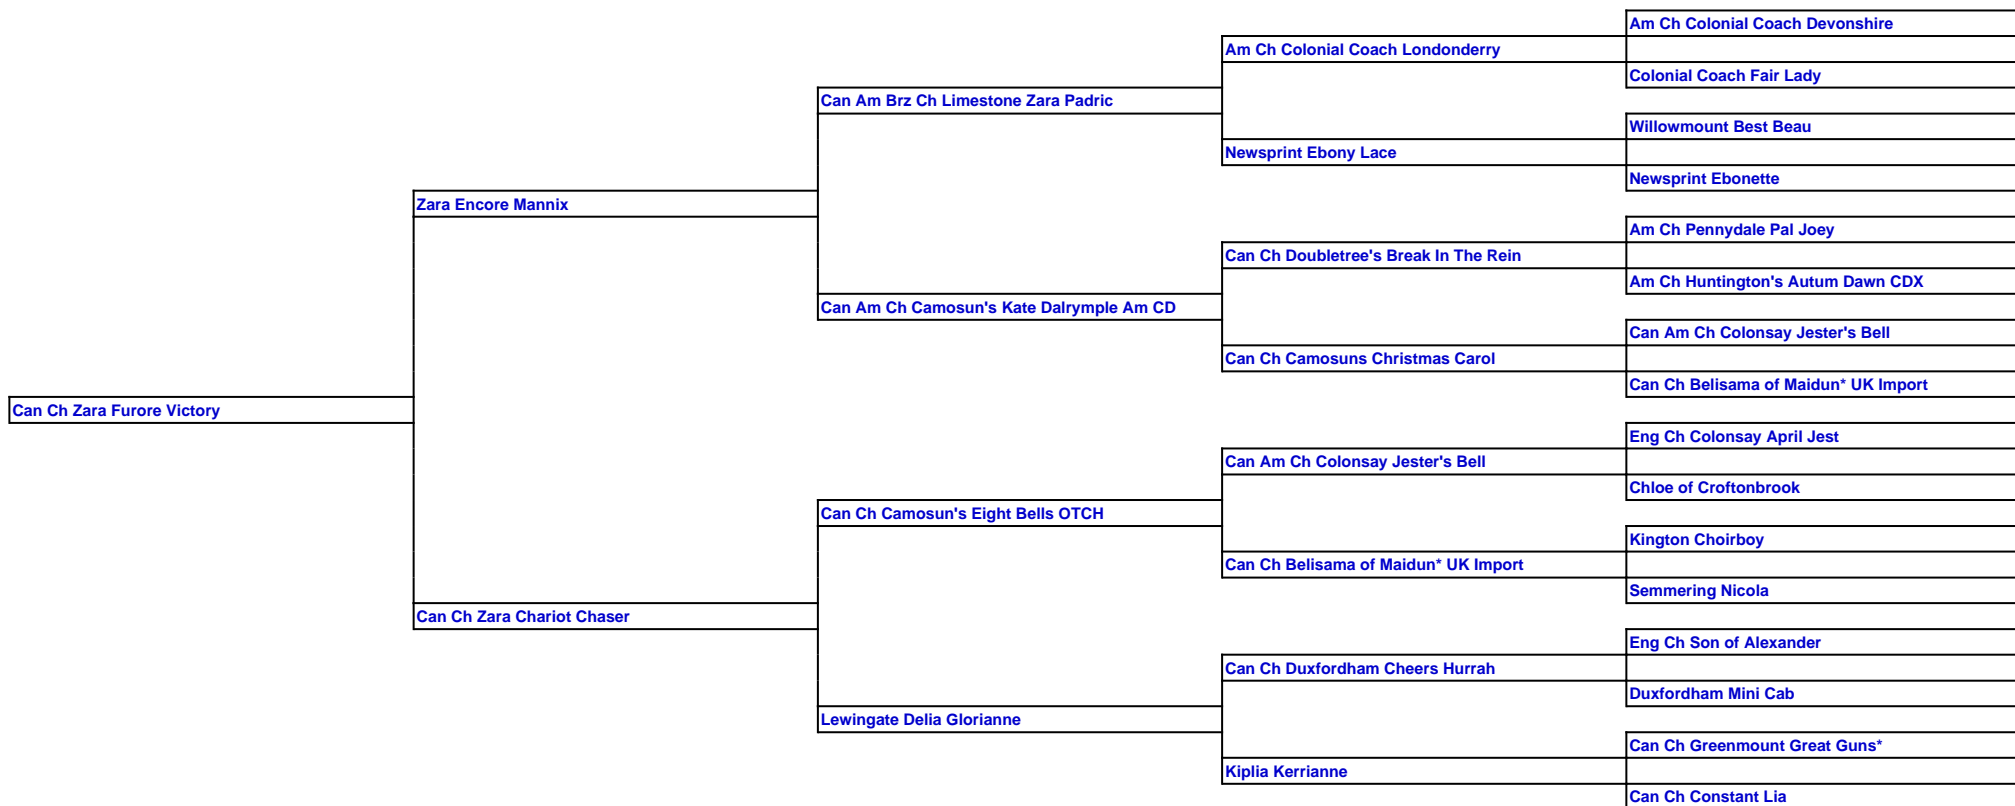 Am Ch Colonial Coach Devonshire
Am Ch Colonial Coach Londonderry
Colonial Coach Fair Lady
Can Am Brz Ch Limestone Zara Padric
Willowmount Best Beau
Newsprint Ebony Lace
Newsprint Ebonette
Zara Encore Mannix
Am Ch Pennydale Pal Joey
Can Ch Doubletree's Break In The Rein
Am Ch Huntington's Autum Dawn CDX
Can Am Ch Camosun's Kate Dalrymple Am CD
Can Am Ch Colonsay Jester's Bell
Can Ch Camosuns Christmas Carol
Can Ch Belisama of Maidun* UK Import
Can Ch Zara Furore Victory
Eng Ch Colonsay April Jest
Can Am Ch Colonsay Jester's Bell
Chloe of Croftonbrook
Can Ch Camosun's Eight Bells OTCH
Kington Choirboy
Can Ch Belisama of Maidun* UK Import
Semmering Nicola
Can Ch Zara Chariot Chaser
Eng Ch Son of Alexander
Can Ch Duxfordham Cheers Hurrah
Duxfordham Mini Cab
Lewingate Delia Glorianne
Can Ch Greenmount Great Guns*
Kiplia Kerrianne
Can Ch Constant Lia